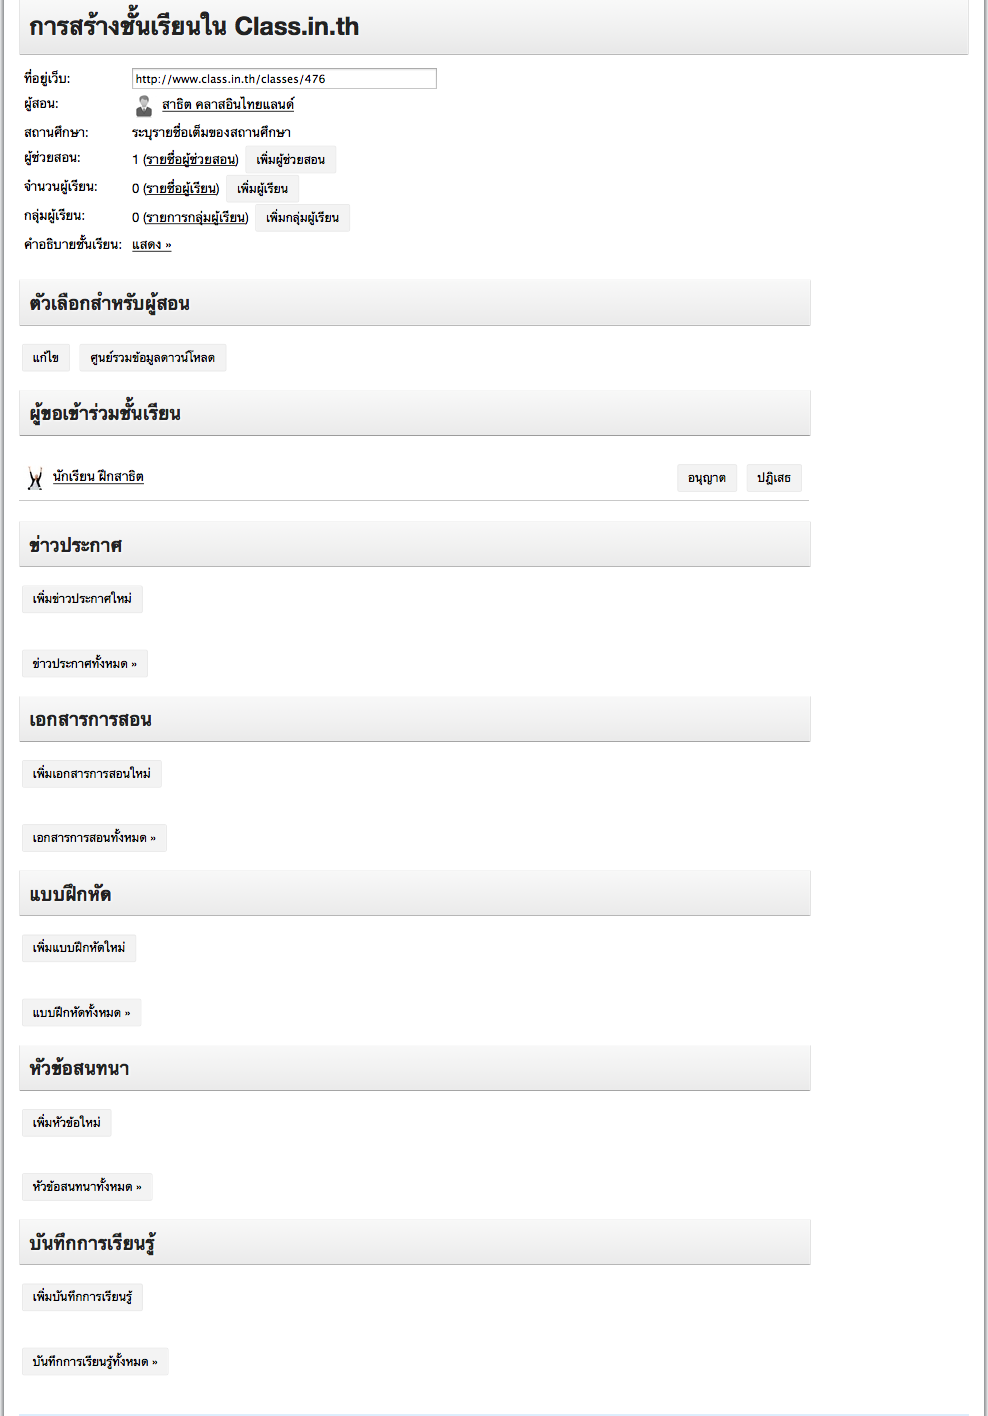 การสร้างชั้นเรียนใน Class.in.th
ที่อยู่เว็บ: http://www.class.in.th/classes/476
ผู้สอน: สาธิต คลาสอินไทยแลนด์
สถานศึกษา: ระบุรายชื่อเต็มของสถานศึกษา
ผู้ช่วยสอน: 1 (รายชื่อผู้ช่วยสอน) เพิ่มผู้ช่วยสอน
จำนวนผู้เรียน: 0 (รายชื่อผู้เรียน) เพิ่มผู้เรียน
กลุ่มผู้เรียน: 0 (รายการกลุ่มผู้เรียน) เพิ่มกลุ่มผู้เรียน
คำอธิบายชั้นเรียน: แสดง »
ตัวเลือกสำหรับผู้สอน
แก้ไข ศูนย์รวมข้อมูลดาวน์โหลด
ผู้ขอเข้าร่วมชั้นเรียน
นักเรียน ฝึกสาธิต อนุญาต ปฏิเสธ
ข่าวประกาศ
เพิ่มข่าวประกาศใหม่
ข่าวประกาศทั้งหมด »
เอกสารการสอน
เพิ่มเอกสารการสอนใหม่
เอกสารการสอนทั้งหมด »
แบบฝึกหัด
เพิ่มแบบฝึกหัดใหม่
แบบฝึกหัดทั้งหมด »
หัวข้อสนทนา
เพิ่มหัวข้อใหม่
หัวข้อสนทนาทั้งหมด »
บันทึกการเรียนรู้
เพิ่มบันทึกการเรียนรู้
บันทึกการเรียนรู้ทั้งหมด »